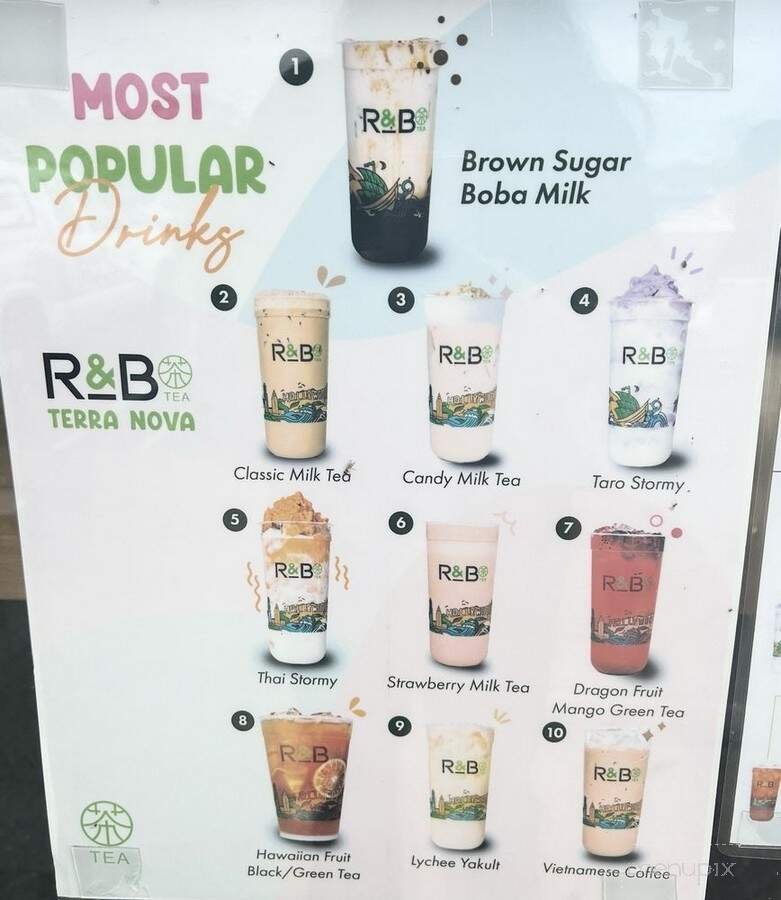 MOST
POPULAR
Drinks
R&B
TEA
TERRA NOVA
1
R&B
TEA
Brown Sugar
Boba Milk
2
R&B
Classic Milk Tea
3
R&B
Candy Milk Tea
4
R&B
Taro Stormy
5
R&B
Thai Stormy
6
R&B
Strawberry Milk Tea
7
R&B
Dragon Fruit
Mango Green Tea
8
R&B
Hawaiian Fruit
Black/Green Tea
9
R&B
Lychee Yakult
10
R&B
Vietnamese Coffee
TEA
menupix